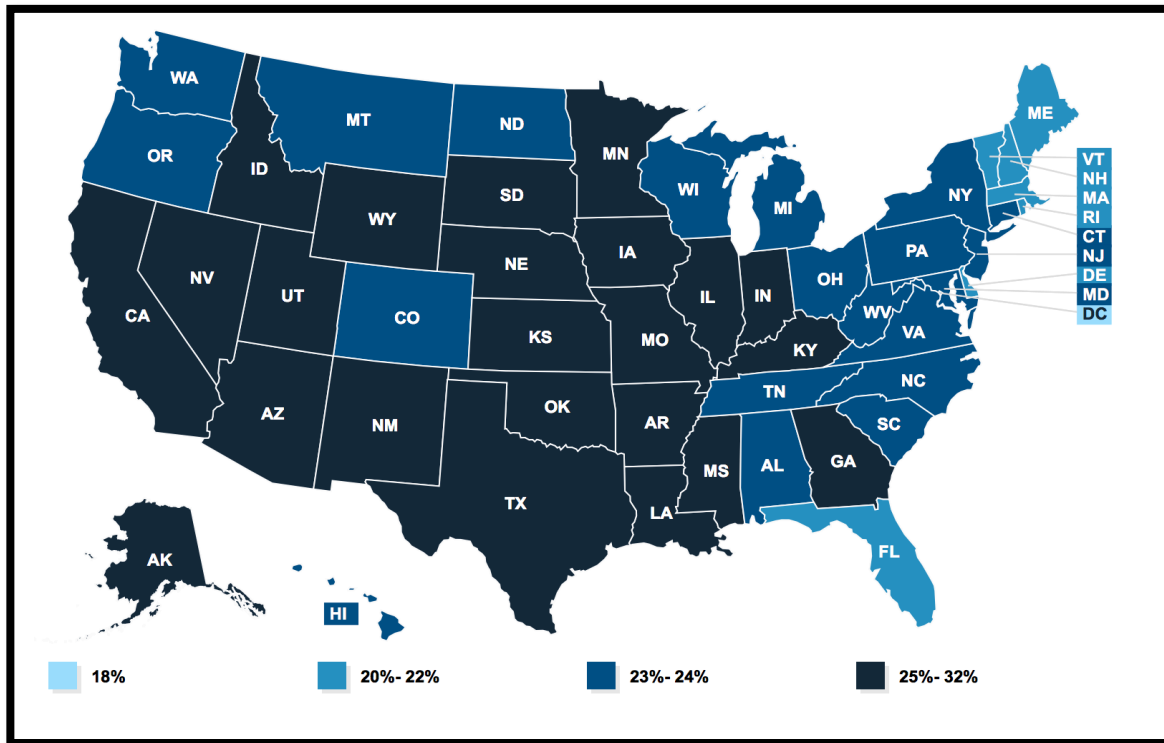 WA
MT
ND
MN
ME
VT
NH
MA
RI
CT
NJ
DE
MD
DC
OR
ID
WY
SD
WI
MI
NY
NV
UT
CO
NE
IA
IL
IN
OH
PA
CA
KS
MO
KY
WV
VA
AZ
NM
OK
AR
TN
NC
SC
TX
LA
MS
AL
GA
FL
AK
HI
18%
20%- 22%
23%- 24%
25%- 32%